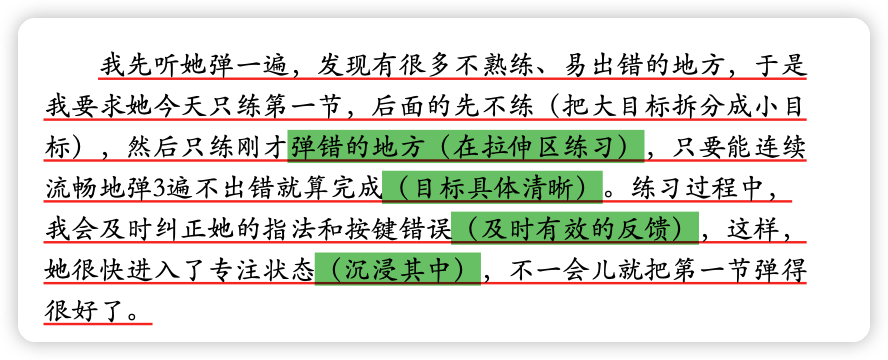 我先听她弹一遍，发现有很多不熟练、易出错的地方，于是
我要求她今天只练第一节，后面的先不练（把大目标拆分成小目
标），然后只练刚才弹错的地方（在拉伸区练习），只要能连续
流畅地弹3遍不出错就算完成（目标具体清晰）。练习过程中，
我会及时纠正她的指法和按键错误（及时有效的反馈），这样，
她很快进入了专注状态（沉浸其中），不一会儿就把第一节弹得
很好了。